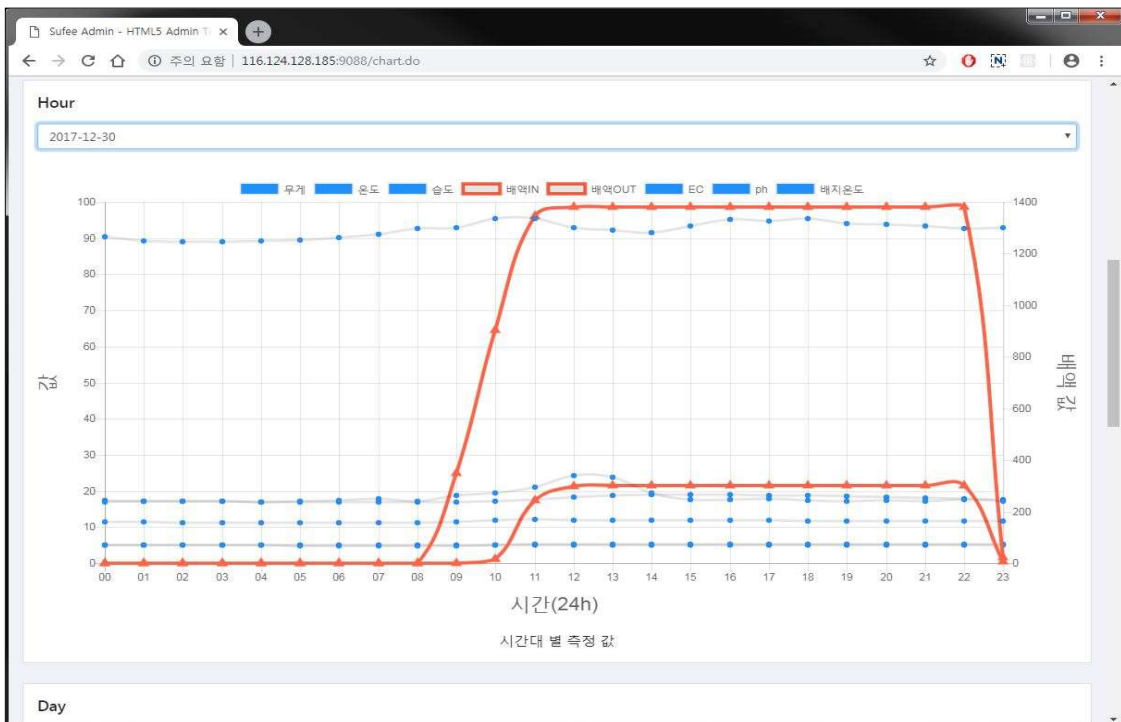 Sufee Admin - HTML5 Admin T
주의 요함 | 116.124.128.185:9088/chart.do
Hour
2017-12-30
무게 온도 습도 배액IN 배액OUT EC ph 배지온도
100
90
80
70
60
50
40
30
20
10
0
값
1400
1200
1000
800
600
400
200
0
배액 값
00 01 02 03 04 05 06 07 08 09 10 11 12 13 14 15 16 17 18 19 20 21 22 23
시간(24h)
시간대 별 측정 값
Day